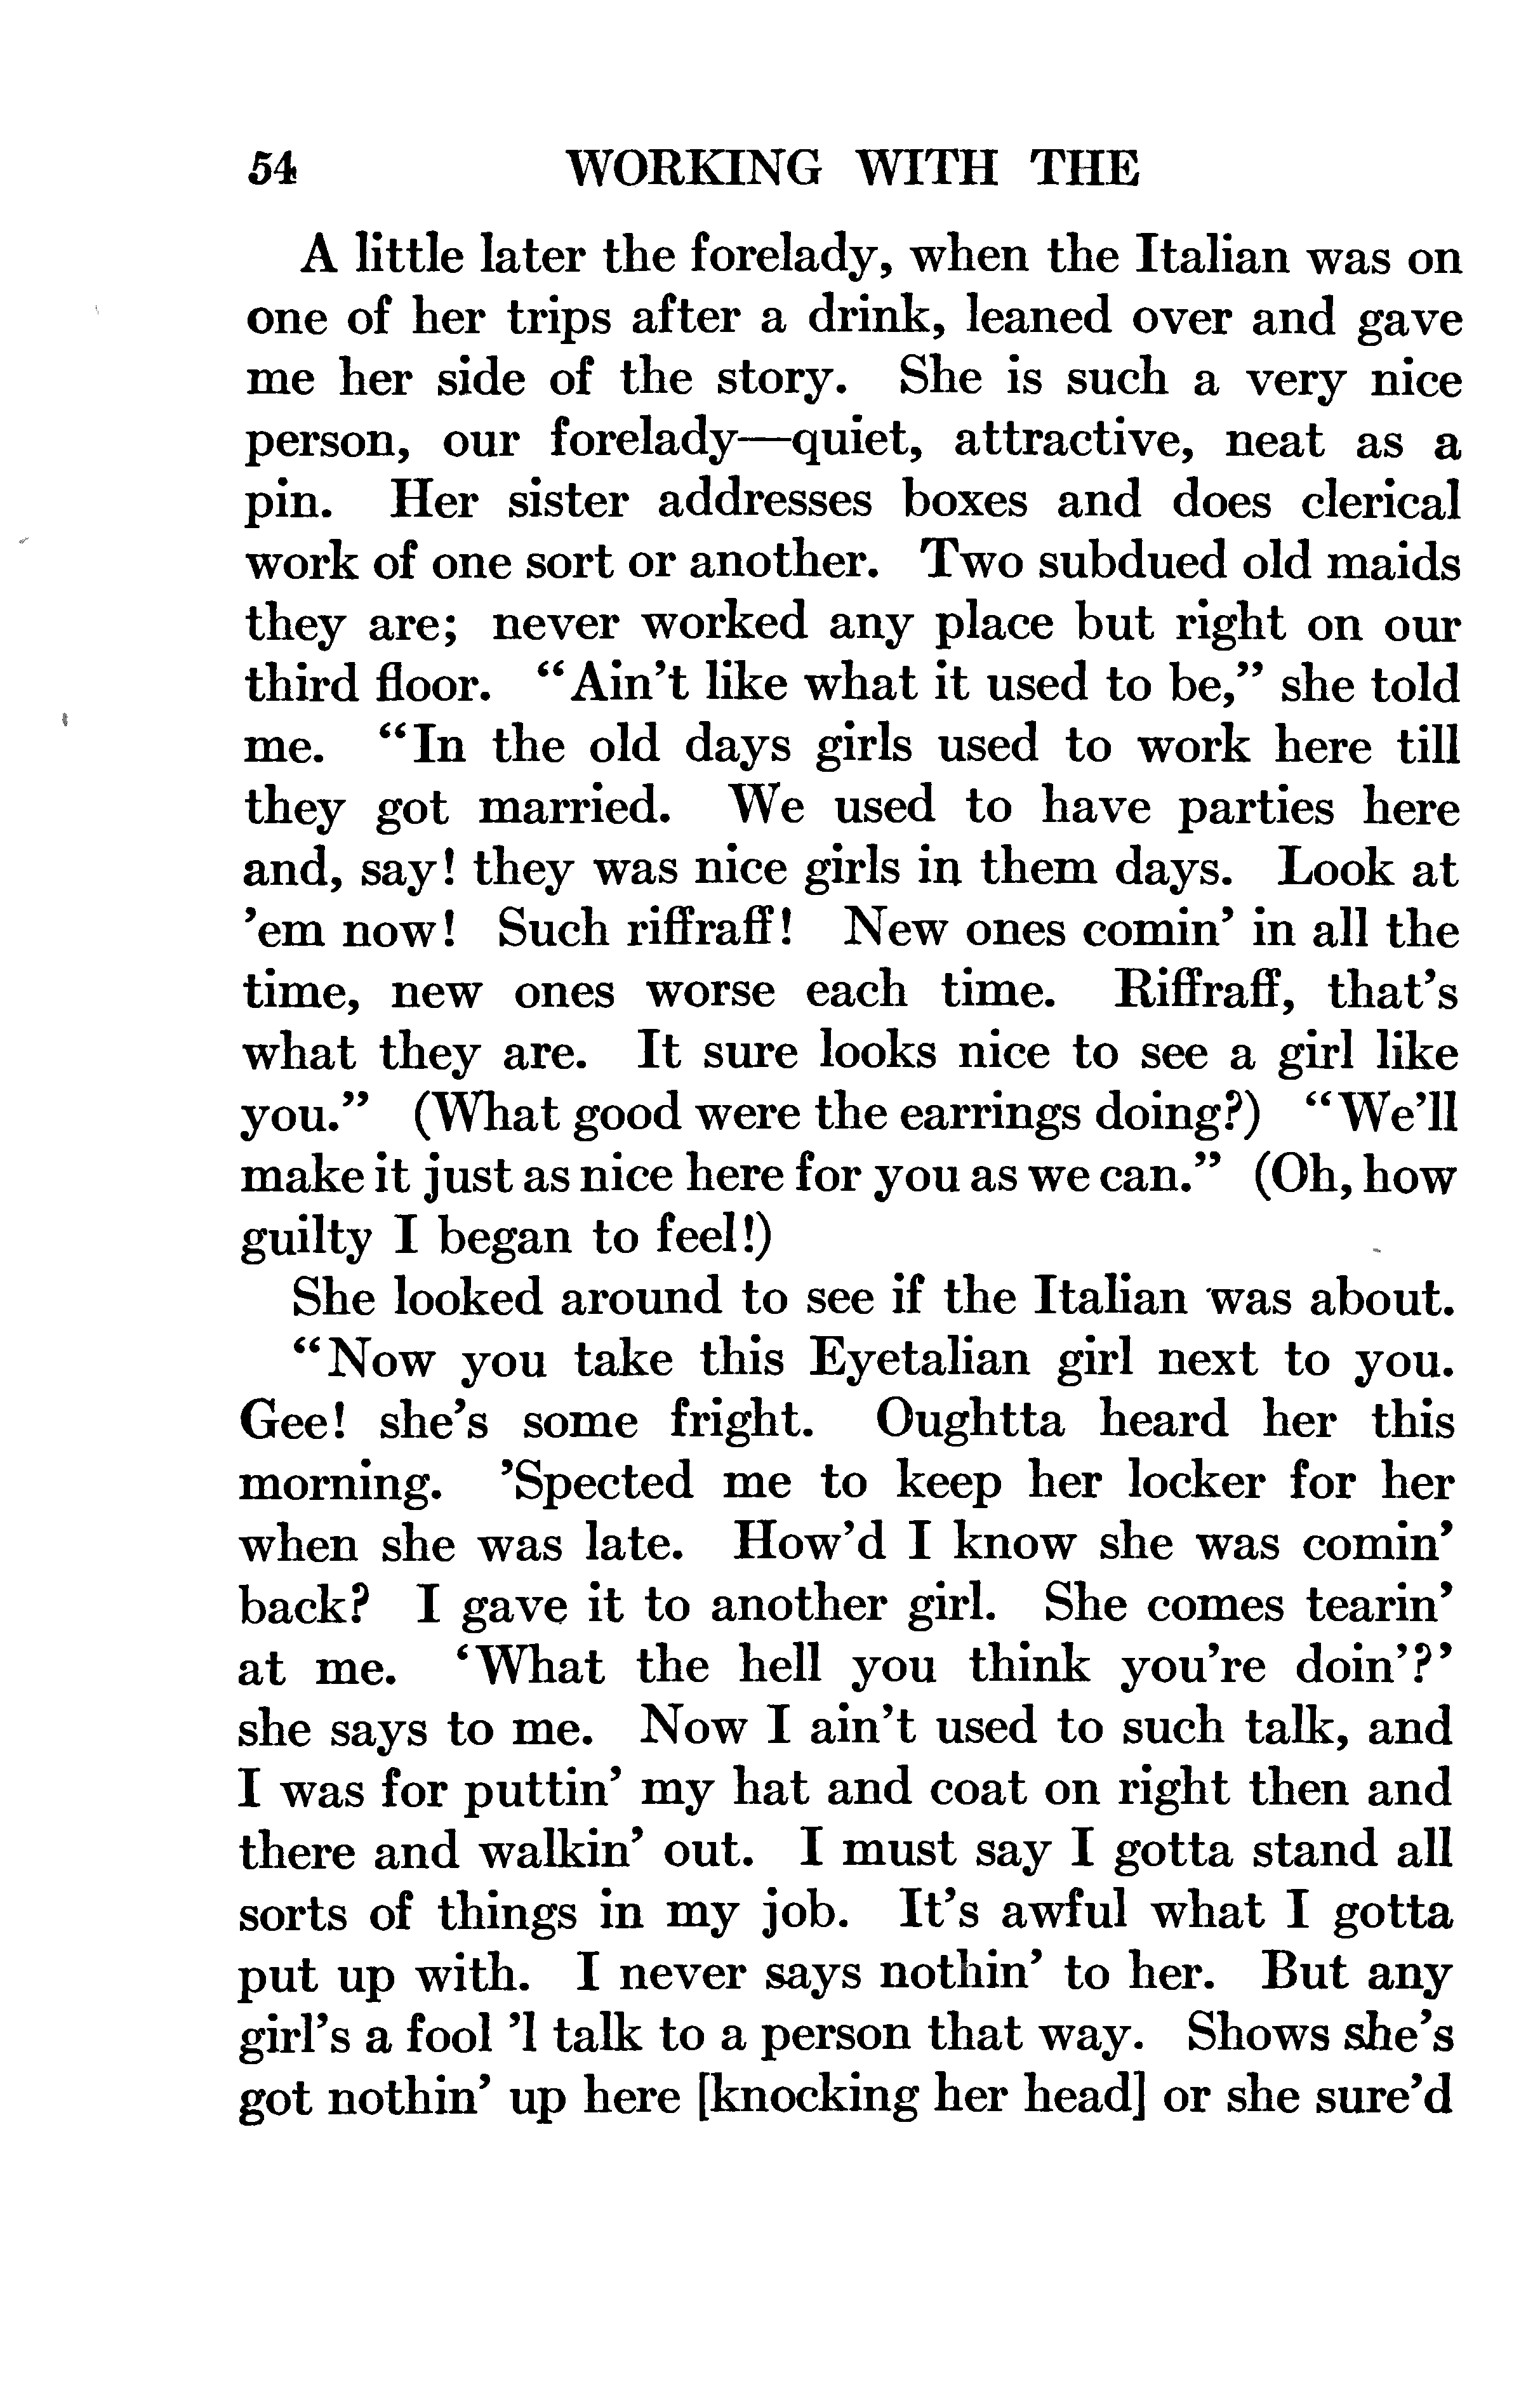 54 WORKING WITH THE
A little later the forelady, when the Italian was on
one of her trips after a drink, leaned over and gave
me her side of the story. She is such a very nice
person, our forelady—quiet, attractive, neat as a
pin. Her sister addresses boxes and does clerical
work of one sort or another. Two subdued old maids
they are; never worked any place but right on our
third floor. “Ain’t like what it used to be,” she told
me. “In the old days girls used to work here till
they got married. We used to have parties here
and, say! they was nice girls in them days. Look at
’em now! Such riffraff! New ones comin’ in all the
time, new ones worse each time. Riffraff, that’s
what they are. It sure looks nice to see a girl like
you.” (What good were the earrings doing?) “We’ll
make it just as nice here for you as we can.” (Oh, how
guilty I began to feel!)
She looked around to see if the Italian was about.
“Now you take this Eyetalian girl next to you.
Gee! she’s some fright. Oughtta heard her this
morning. ’Spected me to keep her locker for her
when she was late. How’d I know she was comin’
back? I gave it to another girl. She comes tearin’
at me. ‘What the hell you think you’re doin’?’
she says to me. Now I ain’t used to such talk, and
I was for puttin’ my hat and coat on right then and
there and walkin’ out. I must say I gotta stand all
sorts of things in my job. It’s awful what I gotta
put up with. I never says nothin’ to her. But any
girl’s a fool ’l talk to a person that way. Shows she’s
got nothin’ up here [knocking her head] or she sure’d